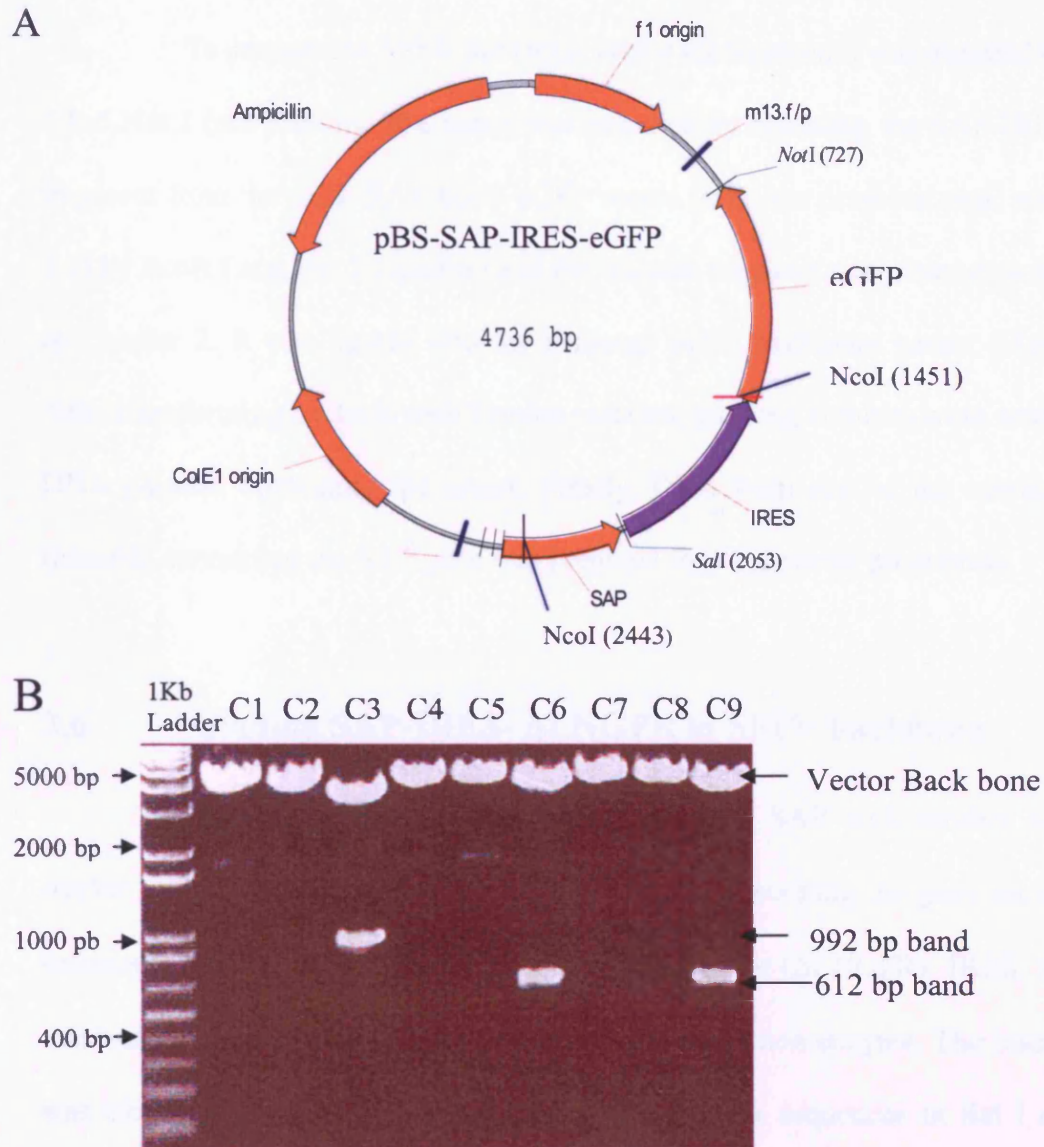 A
f1 origin
Ampicillin
m13.f/p
NotI (727)
pBS-SAP-IRES-eGFP
eGFP
4736 bp
NcoI (1451)
ColE1 origin
IRES
SalI (2053)
SAP
NcoI (2443)
B
1Kb
Ladder
C1 C2 C3 C4 C5 C6 C7 C8 C9
5000 bp
Vector Back bone
2000 bp
1000 pb
992 bp band
612 bp band
400 bp